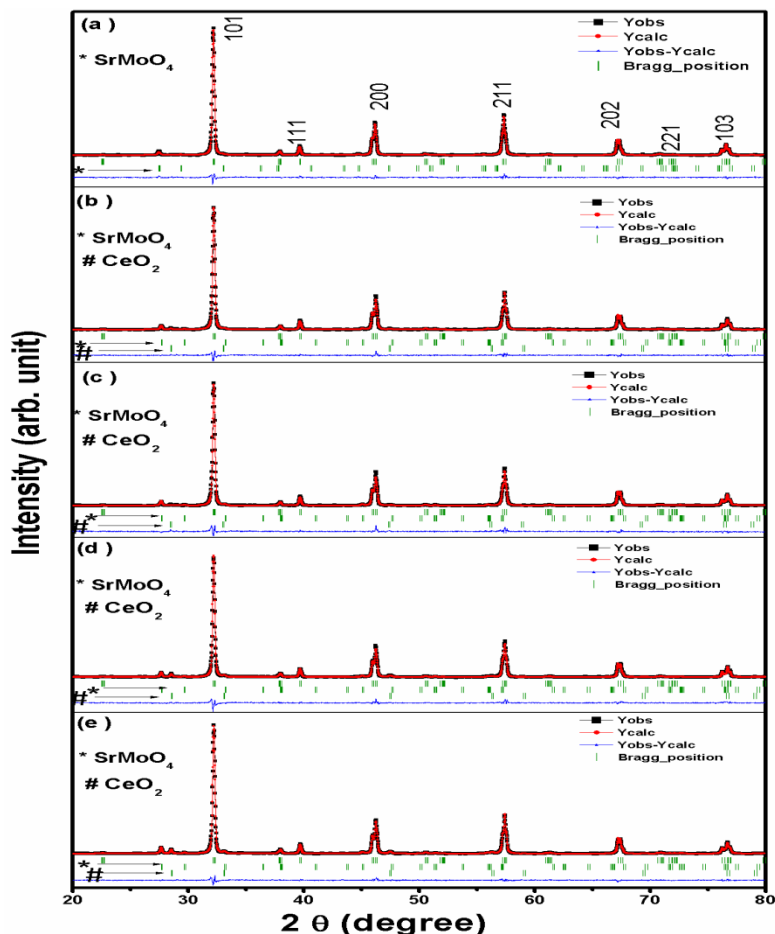 (a)
* SrMoO₄
101
111
200
211
202
221
103
Yobs
Ycalc
Yobs-Ycalc
Bragg_position
*
(b)
* SrMoO₄
# CeO₂
Yobs
Ycalc
Yobs-Ycalc
Bragg_position
*
#
(c)
* SrMoO₄
# CeO₂
Yobs
Ycalc
Yobs-Ycalc
Bragg_position
*
#
(d)
* SrMoO₄
# CeO₂
Yobs
Ycalc
Yobs-Ycalc
Bragg_position
*
#
(e)
* SrMoO₄
# CeO₂
Yobs
Ycalc
Yobs-Ycalc
Bragg_position
*
#
Intensity (arb. unit)
20 30 40 50 60 70 80
2 θ (degree)